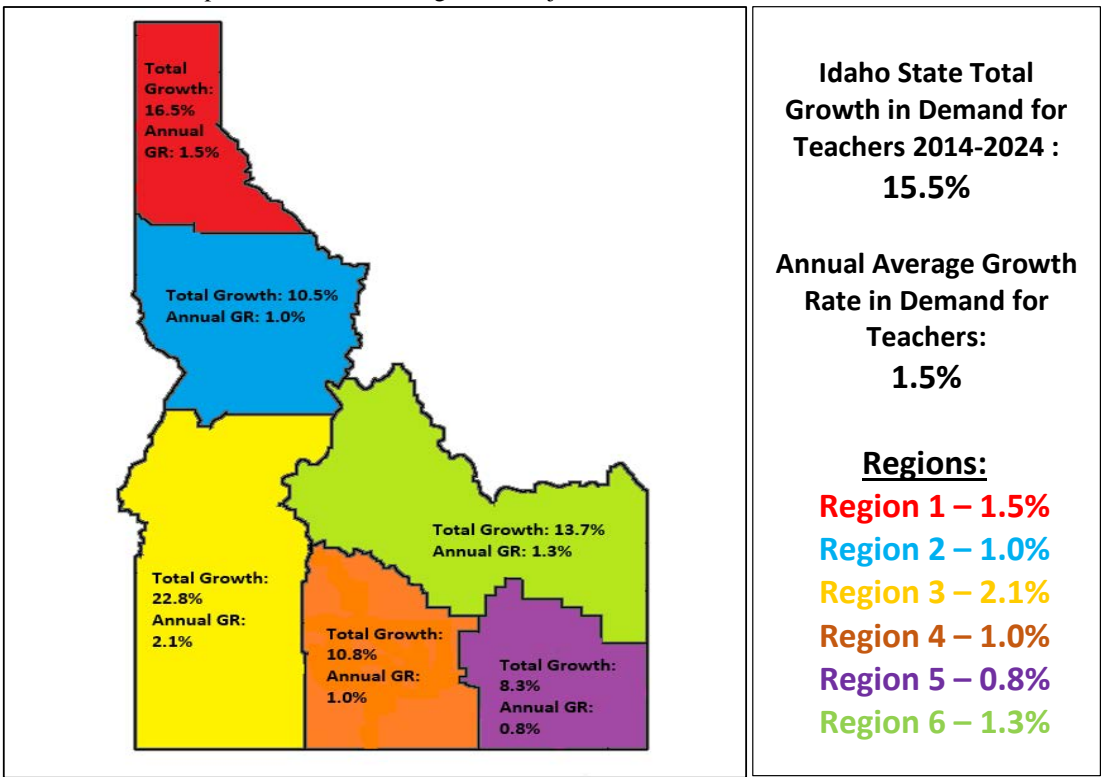 Total
Growth:
16.5%
Annual
GR: 1.5%
Total Growth: 10.5%
Annual GR: 1.0%
Total Growth: 13.7%
Annual GR: 1.3%
Total Growth:
22.8%
Annual GR:
2.1%
Total Growth:
10.8%
Annual GR:
1.0%
Total Growth:
8.3%
Annual GR:
0.8%
Idaho State Total
Growth in Demand for
Teachers 2014-2024 :
15.5%
Annual Average Growth
Rate in Demand for
Teachers:
1.5%
Regions:
Region 1 – 1.5%
Region 2 – 1.0%
Region 3 – 2.1%
Region 4 – 1.0%
Region 5 – 0.8%
Region 6 – 1.3%